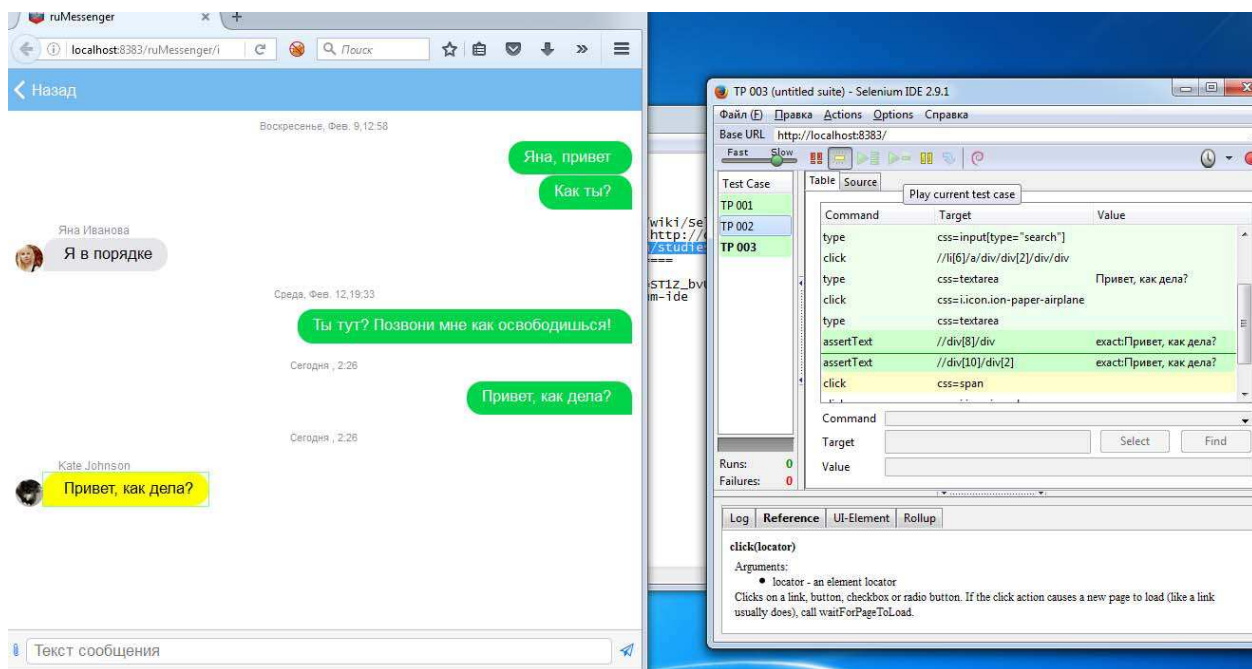 ruMessenger
localhost:8383/ruMessenger/i
Поиск
Назад
Воскресенье, Фев. 9,12:58
Яна, привет
Как ты?
Яна Иванова
Я в порядке
Среда, Фев. 12,19:33
Ты тут? Позвони мне как освободишься!
Сегодня , 2:26
Привет, как дела?
Сегодня , 2:26
Kate Johnson
Привет, как дела?
Текст сообщения
wiki/Se
http://
/studie
====
m-ide
TP 003 (untitled suite) - Selenium IDE 2.9.1
Файл (F) Правка Actions Options Справка
Base URL http://localhost:8383/
Fast Slow
Test Case
TP 001
TP 002
TP 003
Table Source
Play current test case
Command Target Value
type css=input[type="search"]
click //li[6]/a/div/div[2]/div/div
type css=textarea Привет, как дела?
click css=i.icon.ion-paper-airplane
type css=textarea
assertText //div[8]/div exact:Привет, как дела?
assertText //div[10]/div[2] exact:Привет, как дела?
click css=span
Command
Target Select Find
Value
Runs: 0
Failures: 0
Log Reference UI-Element Rollup
click(locator)
Arguments:
• locator - an element locator
Clicks on a link, button, checkbox or radio button. If the click action causes a new page to load (like a link
usually does), call waitForPageToLoad.